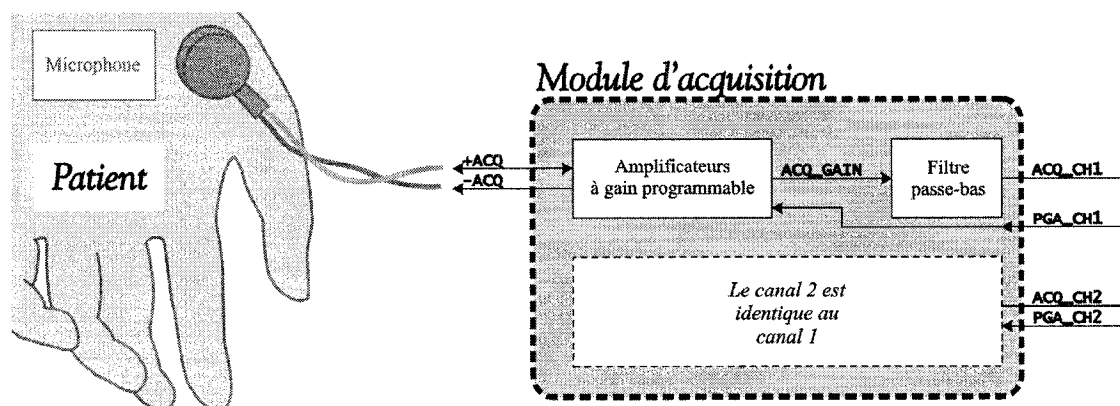 Microphone
Patient
Module d'acquisition
+ACQ
-ACQ
Amplificateurs
à gain programmable
ACQ_GAIN
Filtre
passe-bas
ACQ_CH1
PGA_CH1
Le canal 2 est
identique au
canal 1
ACQ_CH2
PGA_CH2